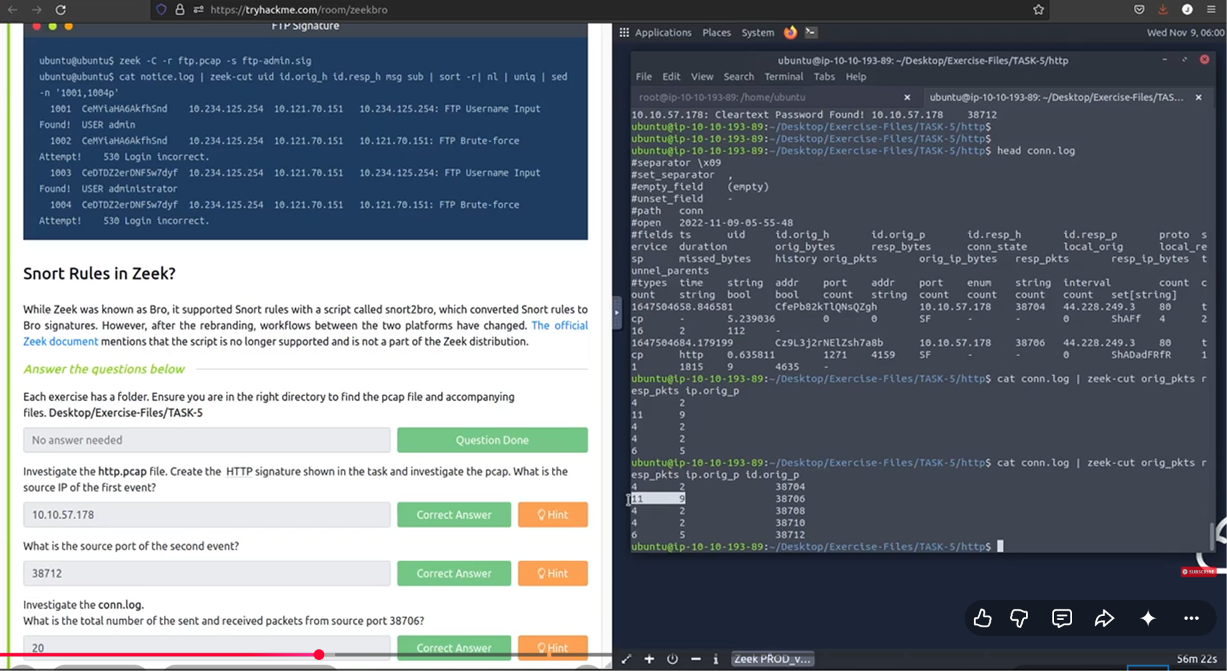 https://tryhackme.com/room/zeekbro
FTP Signature
ubuntu@ubuntu$ zeek -C -r ftp.pcap -s ftp-admin.sig
ubuntu@ubuntu$ cat notice.log | zeek-cut uid id.orig_h id.resp_h msg sub | sort -r| nl | uniq | sed
-n '1001,1004p'
1001 CeMYiaHA6AkfhSnd 10.234.125.254 10.121.70.151 10.234.125.254: FTP Username Input
Found! USER admin
1002 CeMYiaHA6AkfhSnd 10.234.125.254 10.121.70.151 10.121.70.151: FTP Brute-force
Attempt! 530 Login incorrect.
1003 CeDTDZ2erDNF5w7dyf 10.234.125.254 10.121.70.151 10.234.125.254: FTP Username Input
Found! USER administrator
1004 CeDTDZ2erDNF5w7dyf 10.234.125.254 10.121.70.151 10.121.70.151: FTP Brute-force
Attempt! 530 Login incorrect.
Snort Rules in Zeek?
While Zeek was known as Bro, it supported Snort rules with a script called snort2bro, which converted Snort rules to
Bro signatures. However, after the rebranding, workflows between the two platforms have changed. The official
Zeek document mentions that the script is no longer supported and is not a part of the Zeek distribution.
Answer the questions below
Each exercise has a folder. Ensure you are in the right directory to find the pcap file and accompanying
files. Desktop/Exercise-Files/TASK-5
No answer needed
Question Done
Investigate the http.pcap file. Create the HTTP signature shown in the task and investigate the pcap. What is the
source IP of the first event?
10.10.57.178
Correct Answer
Hint
What is the source port of the second event?
38712
Correct Answer
Hint
Investigate the conn.log.
What is the total number of the sent and received packets from source port 38706?
20
Correct Answer
Hint
Applications Places System
Wed Nov 9, 06:00
ubuntu@ip-10-10-193-89: ~/Desktop/Exercise-Files/TASK-5/http
File Edit View Search Terminal Tabs Help
root@ip-10-10-193-89: /home/ubuntu
ubuntu@ip-10-10-193-89: ~/Desktop/Exercise-Files/TAS...
10.10.57.178: Cleartext Password Found! 10.10.57.178 38712
ubuntu@ip-10-10-193-89:~/Desktop/Exercise-Files/TASK-5/http$
ubuntu@ip-10-10-193-89:~/Desktop/Exercise-Files/TASK-5/http$
ubuntu@ip-10-10-193-89:~/Desktop/Exercise-Files/TASK-5/http$ head conn.log
#separator \x09
#set_separator ,
#empty_field (empty)
#unset_field -
#path conn
#open 2022-11-09-05-55-48
#fields ts uid id.orig_h id.orig_p id.resp_h id.resp_p proto s
ervice duration orig_bytes resp_bytes conn_state local_orig local_re
sp missed_bytes history orig_pkts orig_ip_bytes resp_pkts resp_ip_bytes t
unnel_parents
#types time string addr port addr port enum string interval count c
ount string bool bool count string count count count count set[string]
1647504658.846581 CfePb82kTlQNsQZgh 10.10.57.178 38704 44.228.249.3 80 t
cp - 5.239036 0 0 SF - - 0 ShAFf 4 2
16 2 112 -
1647504684.179199 Cz9L3j2rNElZsh7a8b 10.10.57.178 38706 44.228.249.3 80 t
cp http 0.635811 1271 4159 SF - - 0 ShADadFRfR 1
1 1815 9 4635 -
ubuntu@ip-10-10-193-89:~/Desktop/Exercise-Files/TASK-5/http$ cat conn.log | zeek-cut orig_pkts r
esp_pkts ip.orig_p
4 2
11 9
4 2
4 2
6 5
ubuntu@ip-10-10-193-89:~/Desktop/Exercise-Files/TASK-5/http$ cat conn.log | zeek-cut orig_pkts r
esp_pkts ip.orig_p id.orig_p
4 2 38704
11 9 38706
4 2 38708
4 2 38710
6 5 38712
ubuntu@ip-10-10-193-89:~/Desktop/Exercise-Files/TASK-5/http$
SUBSCRIBE
Zeek PROD_v...
56m 22s